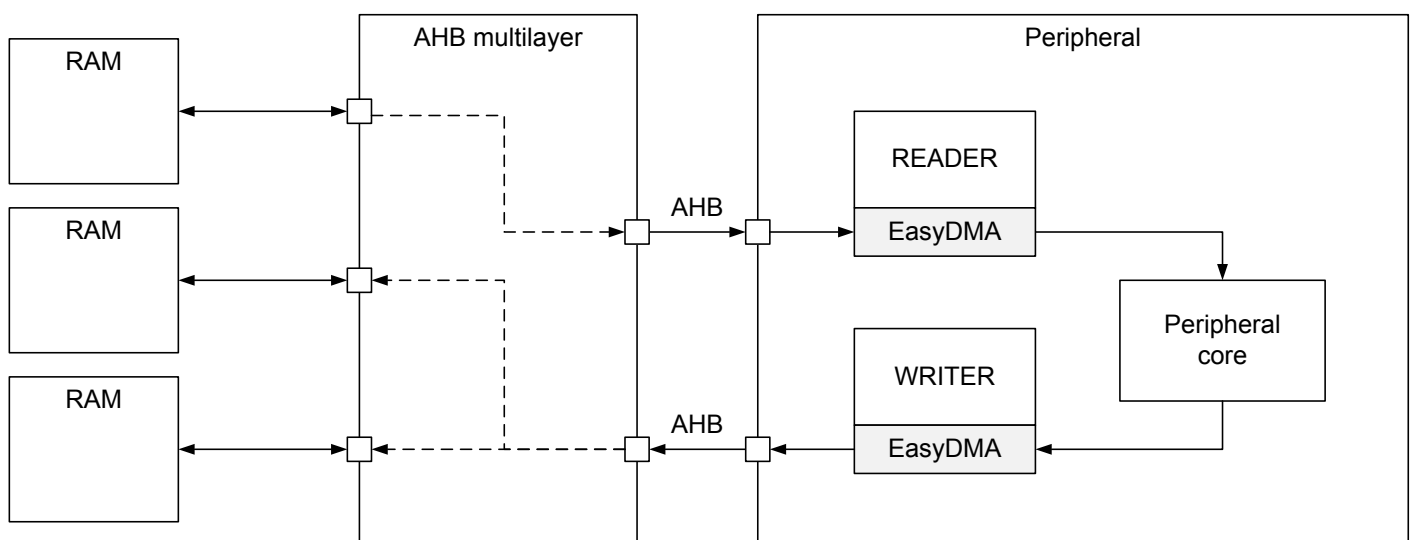 RAM
AHB multilayer
Peripheral
READER
EasyDMA
AHB
RAM
Peripheral
core
WRITER
EasyDMA
AHB
RAM